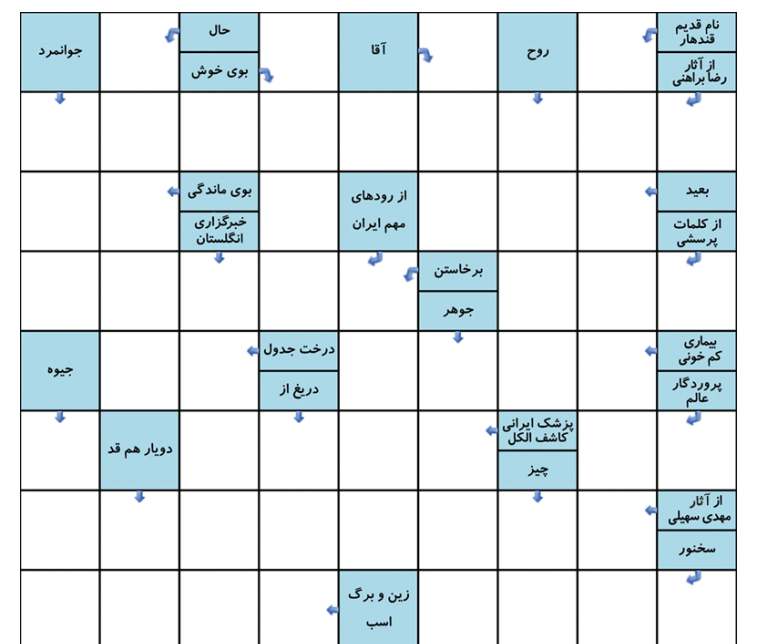 نام قدیم
قندهار
از آثار
رضا براهنی
روح
آقا
حال
بوی خوش
جوانمرد
بعید
از کلمات
پرسشی
از رودهای
مهم ایران
بوی ماندگی
خبرگزاری
انگلستان
برخاستن
جوهر
بیماری
کم خونی
پروردگار
عالم
درخت جدول
دریغ از
جیوه
پزشک ایرانی
کاشف الکل
چیز
دویار هم قد
از آثار
مهدی سهیلی
سخنور
زین و برگ
اسب